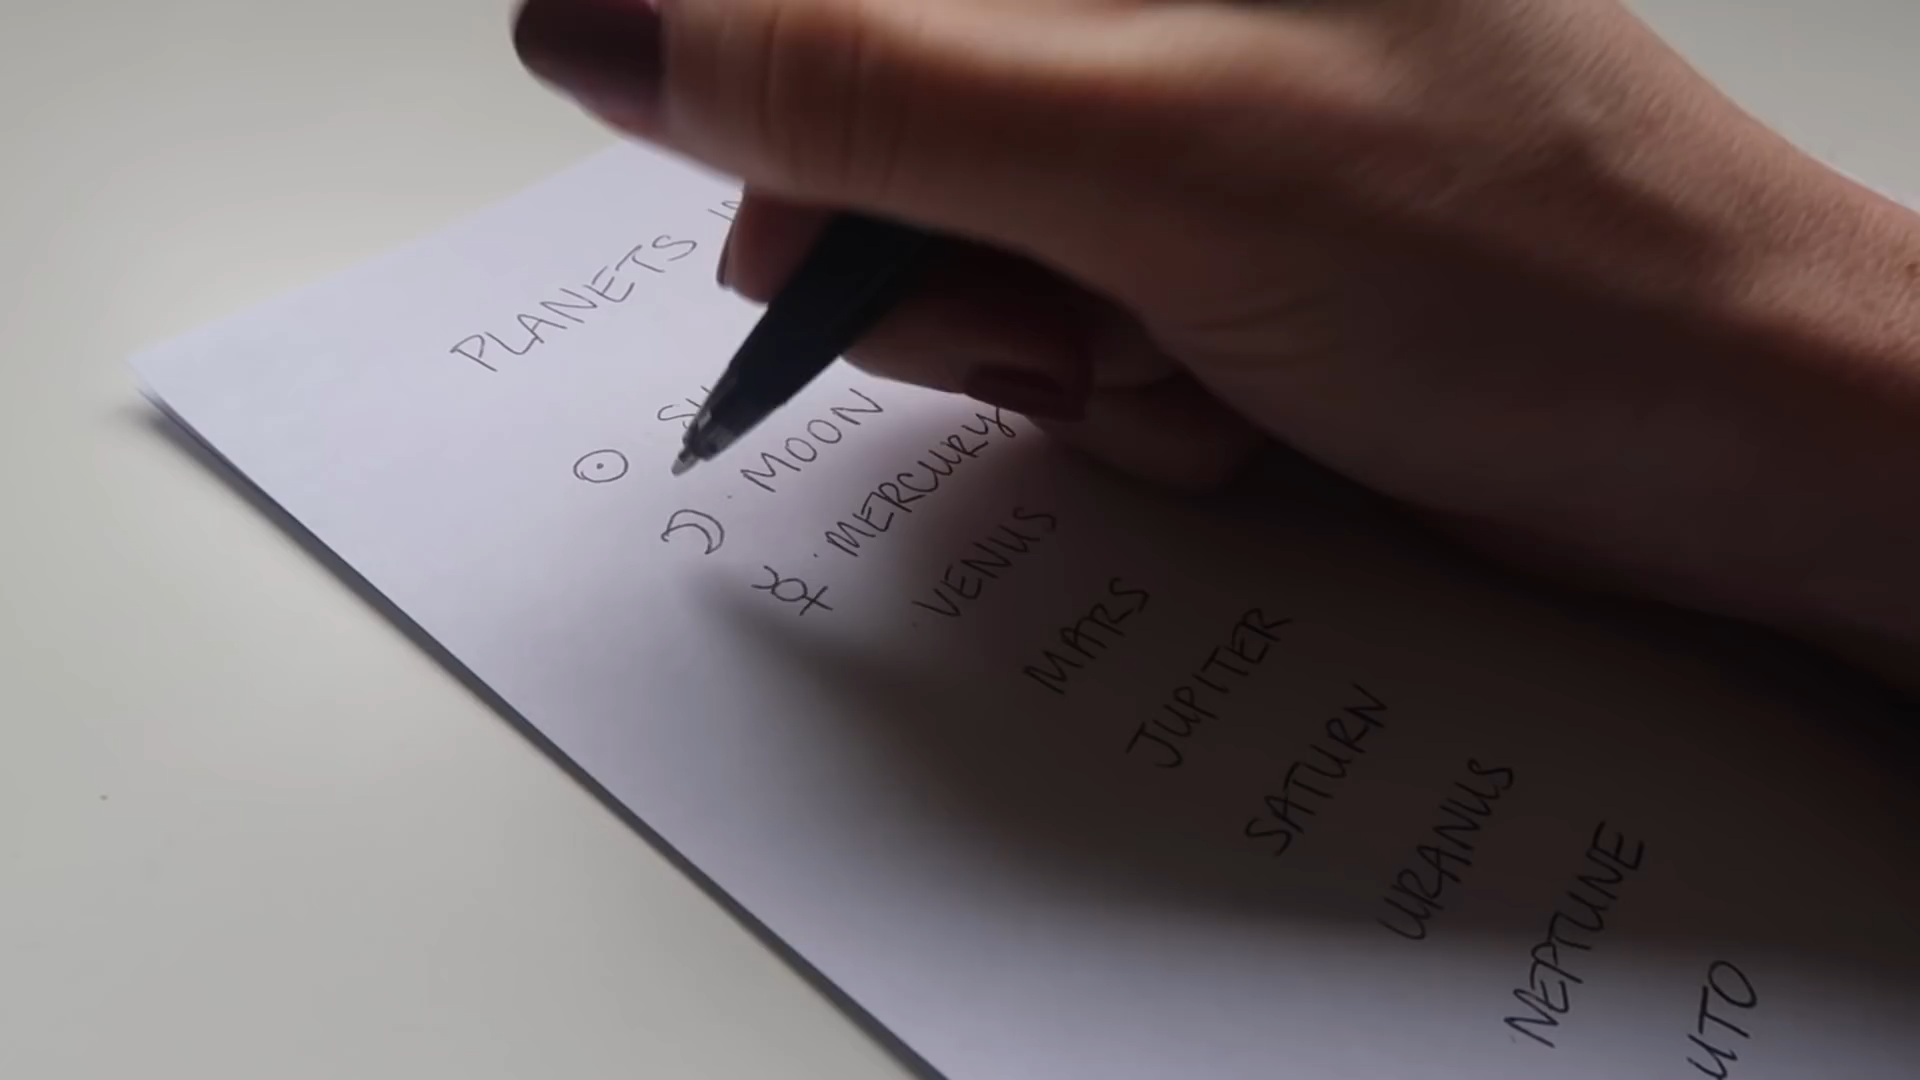 PLANETS
MOON
MERCURY
VENUS
MARS
JUPITER
SATURN
URANUS
NEPTUNE